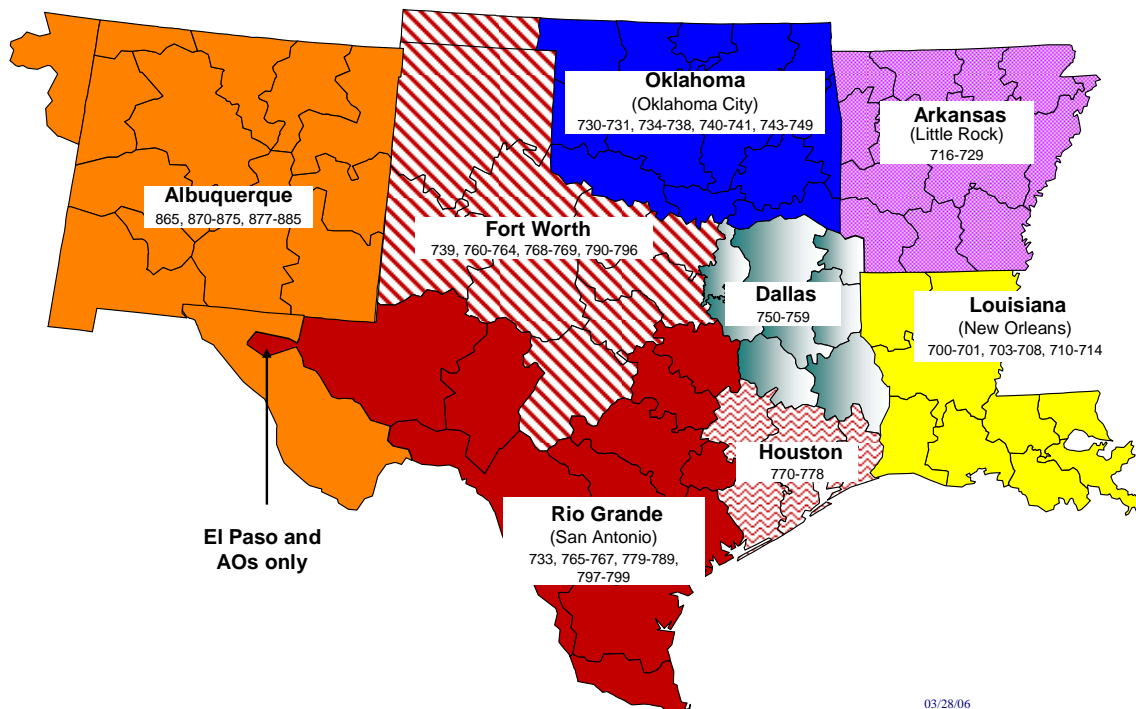 Oklahoma
(Oklahoma City)
730-731, 734-738, 740-741, 743-749
Arkansas
(Little Rock)
716-729
Albuquerque
865, 870-875, 877-885
Fort Worth
739, 760-764, 768-769, 790-796
Dallas
750-759
Louisiana
(New Orleans)
700-701, 703-708, 710-714
Houston
770-778
Rio Grande
(San Antonio)
733, 765-767, 779-789,
797-799
El Paso and
AOs only
03/28/06